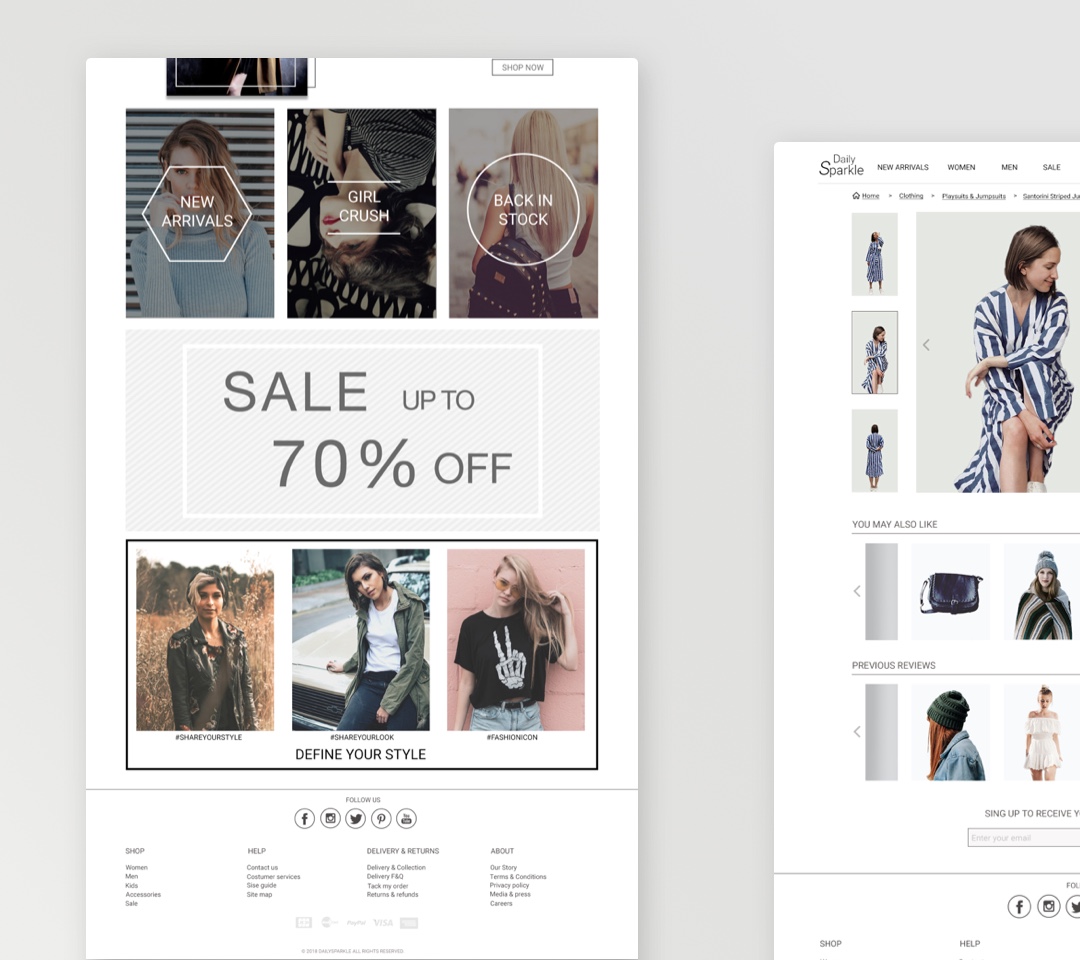 SHOP NOW
NEW
ARRIVALS
GIRL
CRUSH
BACK IN
STOCK
SALE UP TO
70% OFF
#SHAREYOURSTYLE
#SHAREYOURLOOK
#FASHIONICON
DEFINE YOUR STYLE
FOLLOW US
SHOP
Women
Men
Kids
Accessories
Sale
HELP
Contact us
Costumer services
Sise guide
Site map
DELIVERY & RETURNS
Delivery & Collection
Delivery F&Q
Tack my order
Returns & refunds
ABOUT
Our Story
Terms & Conditions
Privacy policy
Media & press
Careers
PayPal VISA
© 2018 DAILYSPARKLE ALL RIGHTS RESERVED.
Daily
Sparkle
NEW ARRIVALS WOMEN MEN SALE
Home > Clothing > Playsuits & Jumpsuits > Santorini Striped Ju
YOU MAY ALSO LIKE
PREVIOUS REVIEWS
SING UP TO RECEIVE Y
Enter your email
FOL
SHOP HELP